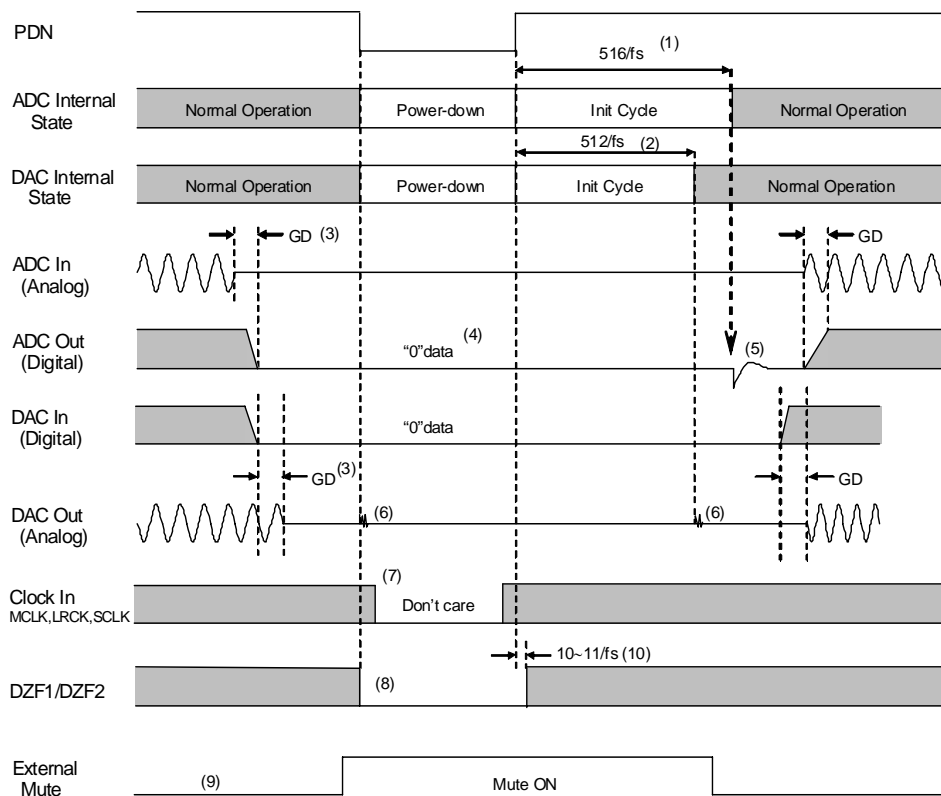 PDN
516/fs (1)
ADC Internal
State
Normal Operation
Power-down
Init Cycle
Normal Operation
512/fs (2)
DAC Internal
State
Normal Operation
Power-down
Init Cycle
Normal Operation
GD (3)
GD
ADC In
(Analog)
ADC Out
(Digital)
"0"data
(4)
(5)
DAC In
(Digital)
"0"data
GD (3)
GD
DAC Out
(Analog)
(6)
(6)
Clock In
MCLK,LRCK,SCLK
(7)
Don't care
10~11/fs (10)
DZF1/DZF2
(8)
External
Mute
(9)
Mute ON